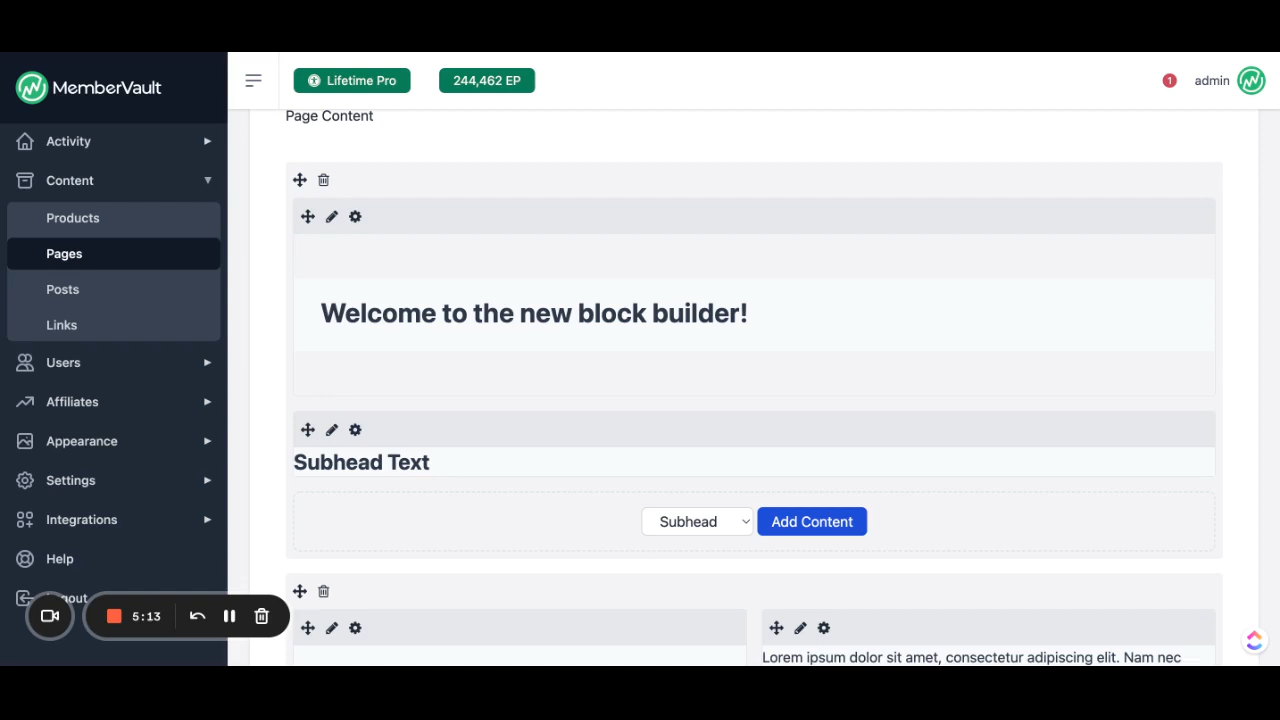 MemberVault
Lifetime Pro
244,462 EP
1
admin
Activity
Content
Products
Pages
Posts
Links
Users
Affiliates
Appearance
Settings
Integrations
Help
5:13
Page Content
Welcome to the new block builder!
Subhead Text
Subhead
Add Content
Lorem ipsum dolor sit amet, consectetur adipiscing elit. Nam nec